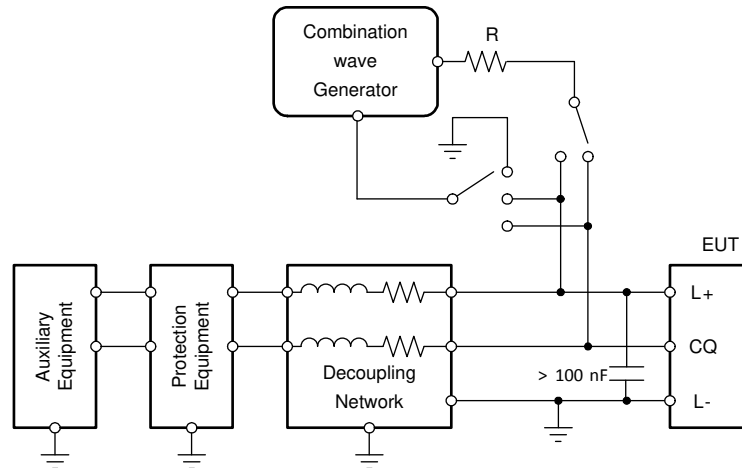 Combination
wave
Generator
R
EUT
L+
CQ
L-
> 100 nF
Auxiliary
Equipment
Protection
Equipment
Decoupling
Network